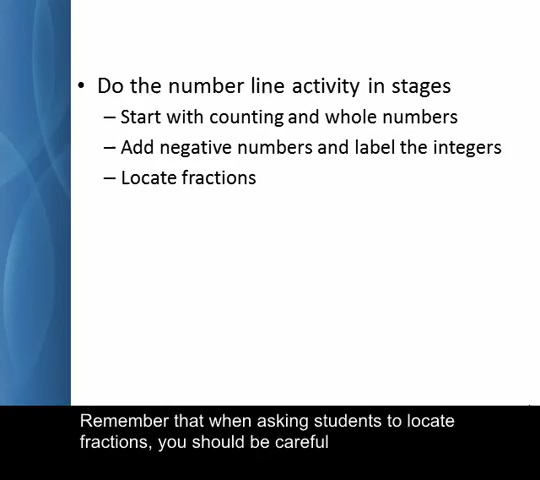 • Do the number line activity in stages
– Start with counting and whole numbers
– Add negative numbers and label the integers
– Locate fractions
Remember that when asking students to locate
fractions, you should be careful